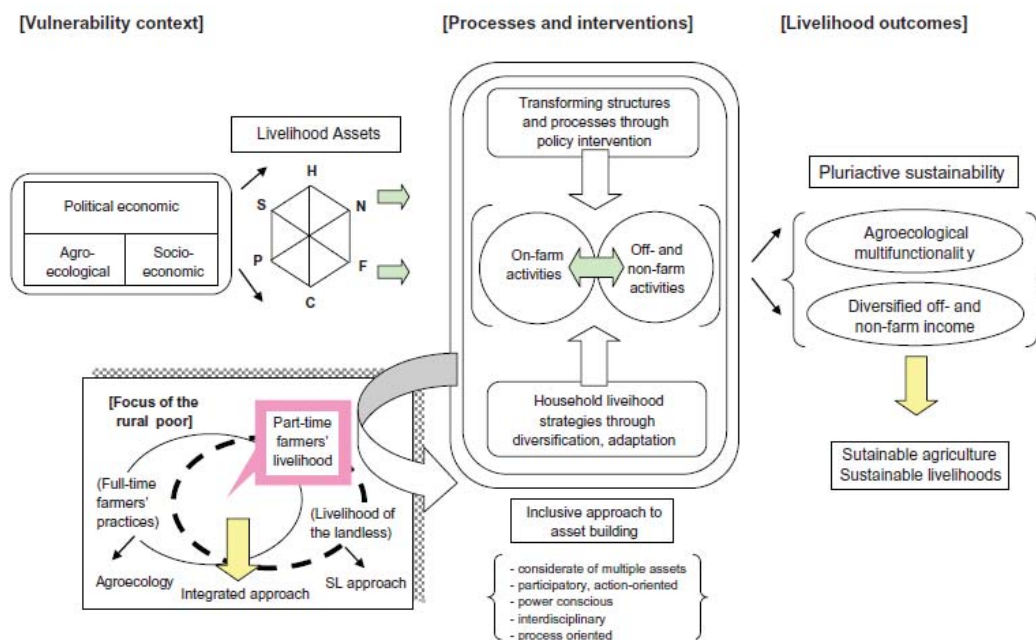 [Vulnerability context]
[Processes and interventions]
[Livelihood outcomes]
Livelihood Assets
H
S
N
P
F
C
Political economic
Agro-
ecological
Socio-
economic
Transforming structures
and processes through
policy intervention
On-farm
activities
Off- and
non-farm
activities
Household livelihood
strategies through
diversification, adaptation
Pluriactive sustainability
Agroecological
multifunctionality
Diversified off- and
non-farm income
Sutainable agriculture
Sustainable livelihoods
[Focus of the
rural poor]
Part-time
farmers'
livelihood
(Full-time
farmers'
practices)
(Livelihood of
the landless)
Agroecology
Integrated approach
SL approach
Inclusive approach to
asset building
- considerate of multiple assets
- participatory, action-oriented
- power conscious
- interdisciplinary
- process oriented